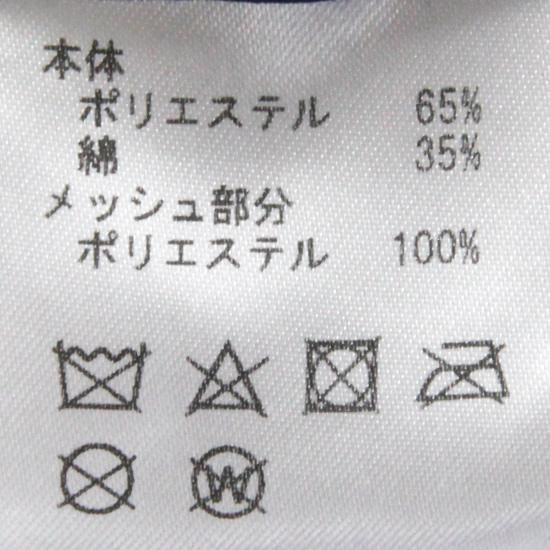 本体
ポリエステル 65%
綿 35%
メッシュ部分
ポリエステル 100%
W